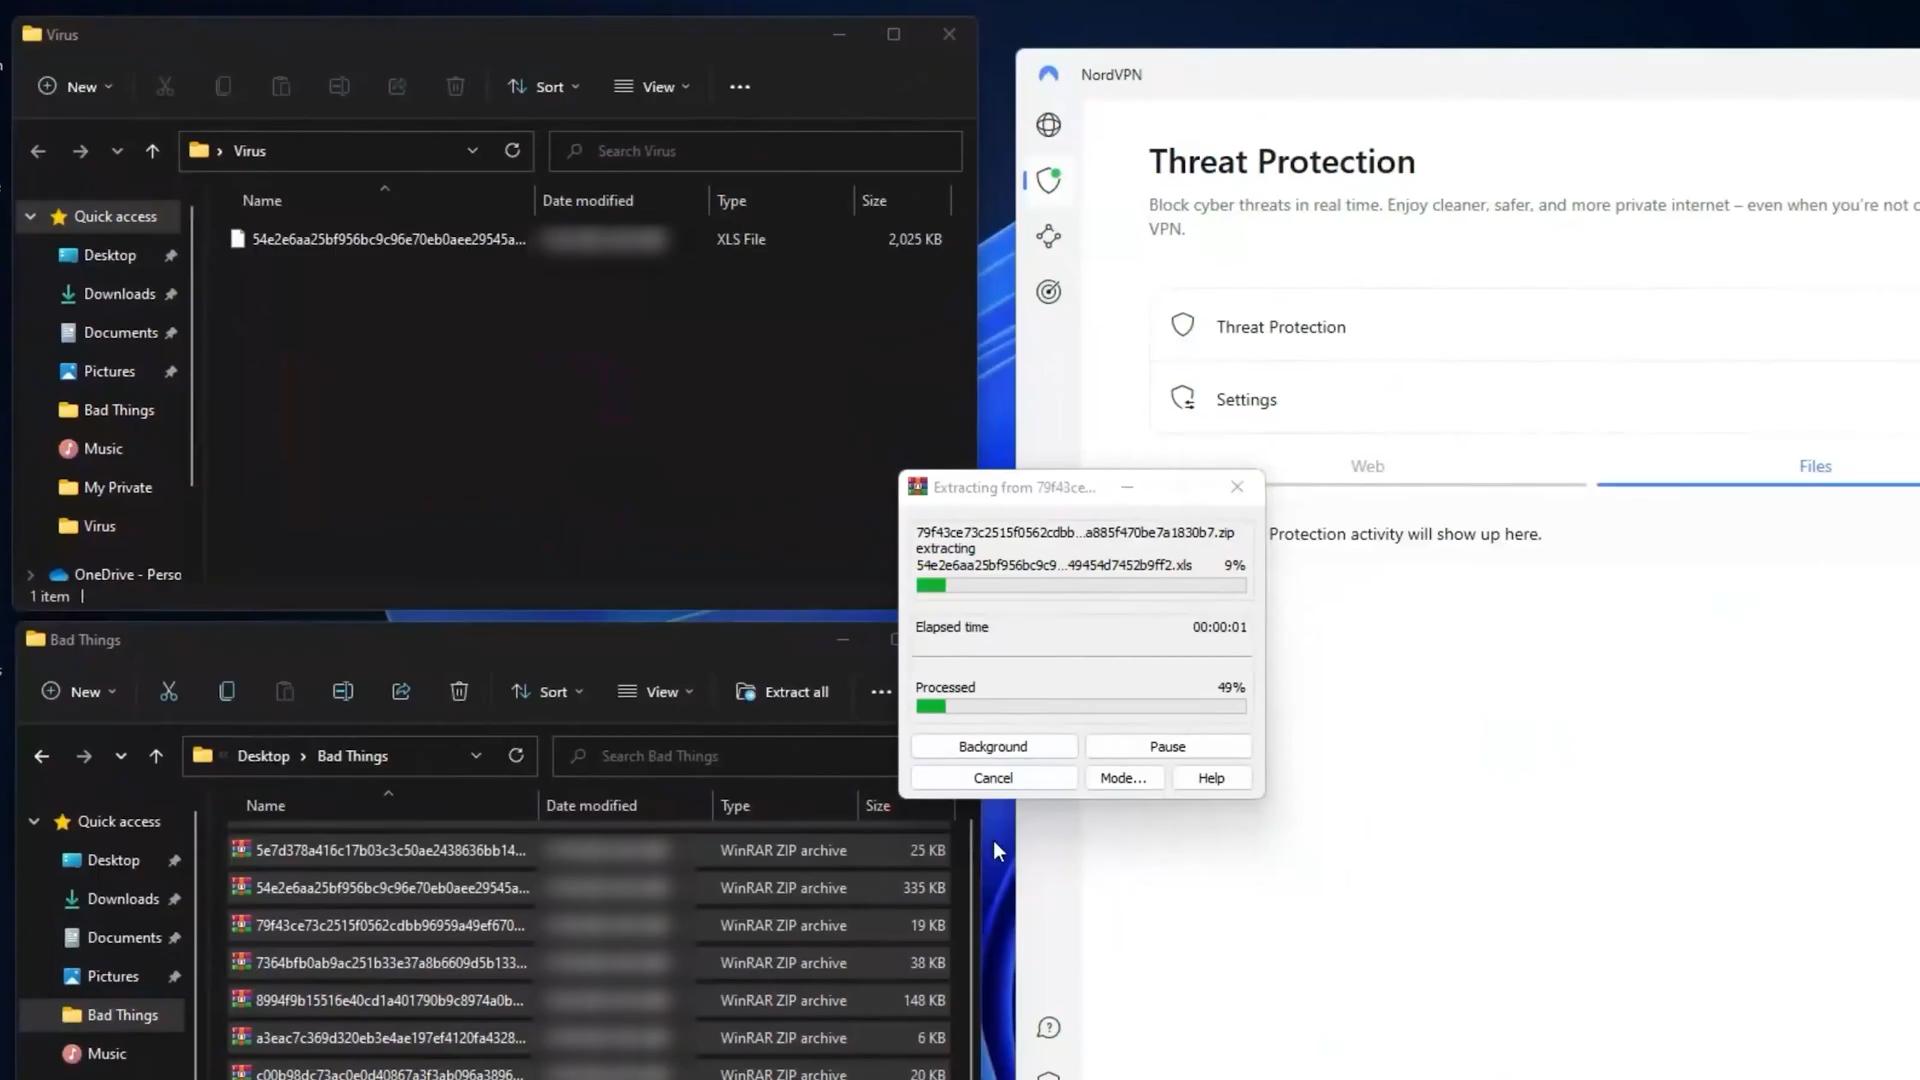 Virus
New
Sort
View
Virus
Search Virus
Name
Date modified
Type
Size
Quick access
54e2e6aa25bf956bc9c96e70eb0aee29545a...
XLS File
2,025 KB
Desktop
Downloads
Documents
Pictures
Bad Things
Music
My Private
Virus
OneDrive - Perso
1 item
Bad Things
New
Sort
View
Extract all
Desktop
Bad Things
Search Bad Things
Name
Date modified
Type
Size
Quick access
Desktop
Downloads
Documents
Pictures
Bad Things
Music
5e7d378a416c17b03c3c50ae2438636bb14...
WinRAR ZIP archive
25 KB
54e2e6aa25bf956bc9c96e70eb0aee29545a...
WinRAR ZIP archive
335 KB
79f43ce73c2515f0562cdbb96959a49ef670...
WinRAR ZIP archive
19 KB
7364bfb0ab9ac251b33e37a8b6609d5b133...
WinRAR ZIP archive
38 KB
8994f9b15516e40cd1a401790b9c8974a0b...
WinRAR ZIP archive
148 KB
a3eac7c369d320eb3e4ae197ef4120fa4328...
WinRAR ZIP archive
6 KB
c00b98dc73ac0e0d40867a3f3ab096a3896...
WinRAR ZIP archive
20 KB
Extracting from 79f43ce...
79f43ce73c2515f0562cdbb...a885f470be7a1830b7.zip
extracting
54e2e6aa25bf956bc9c9...49454d7452b9ff2.xls 9%
Elapsed time 00:00:01
Processed 49%
Background
Pause
Cancel
Mode...
Help
NordVPN
Threat Protection
Block cyber threats in real time. Enjoy cleaner, safer, and more private internet – even when you're not c
VPN.
Threat Protection
Settings
Web
Files
Protection activity will show up here.